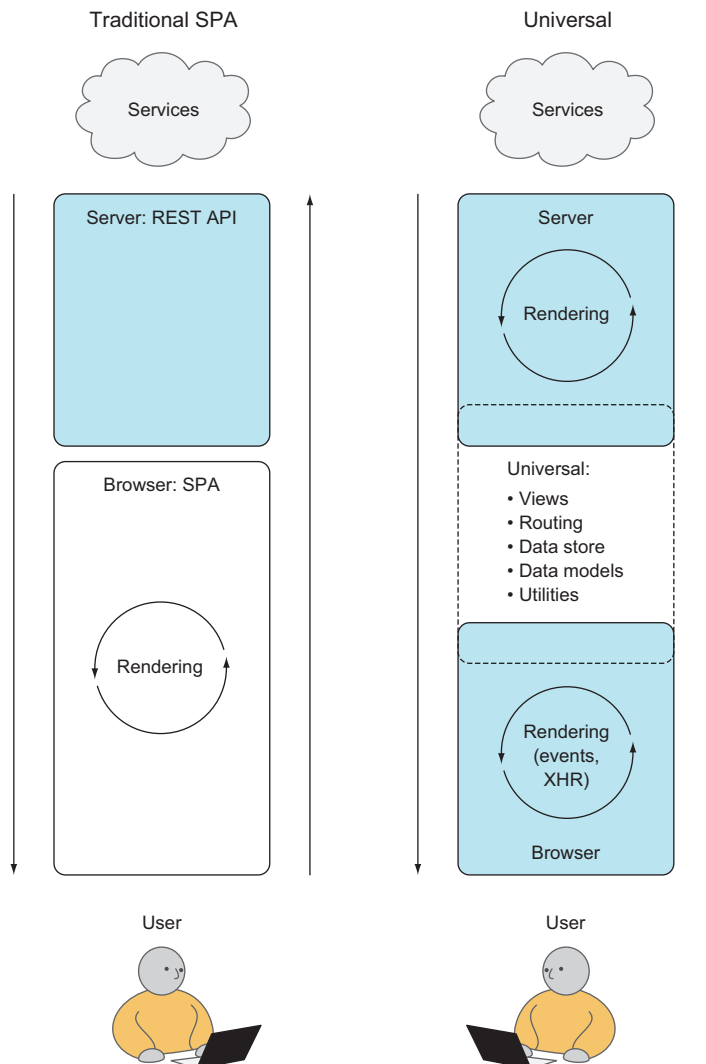 Traditional SPA
Services
Server: REST API
Browser: SPA
Rendering
User
Universal
Services
Server
Rendering
Universal:
• Views
• Routing
• Data store
• Data models
• Utilities
Rendering
(events,
XHR)
Browser
User